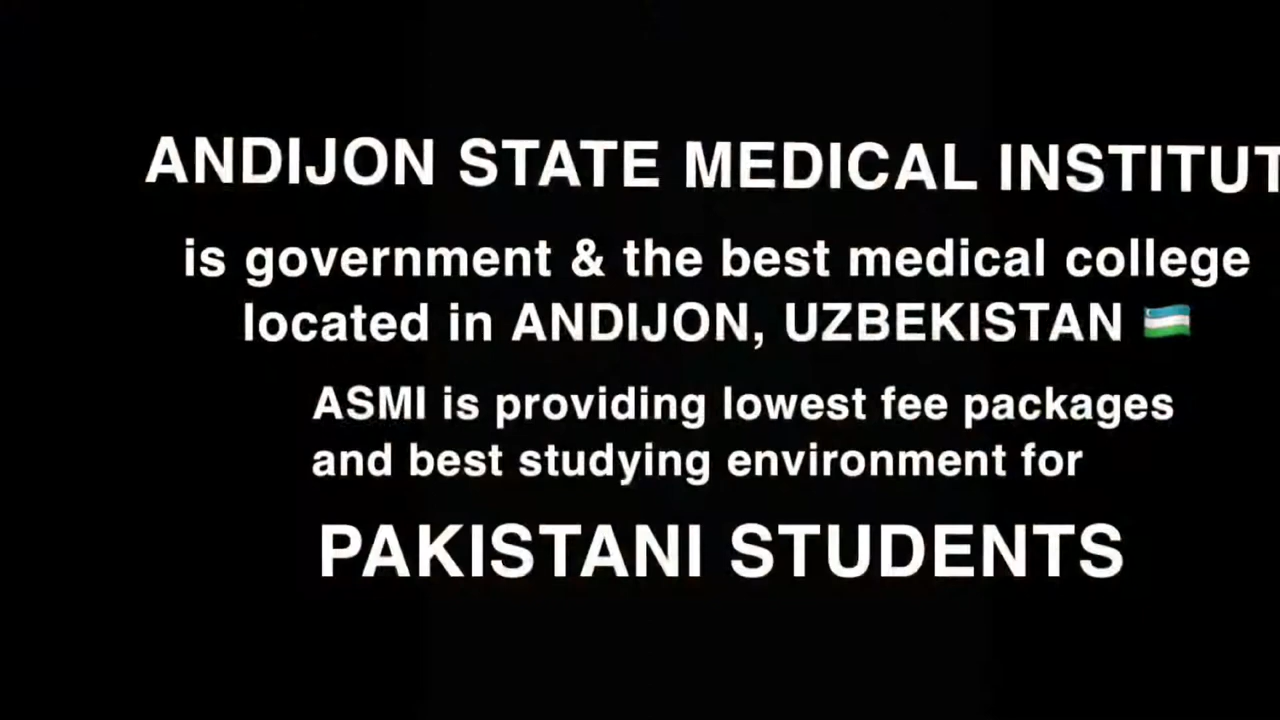 ANDIJON STATE MEDICAL INSTITUT
is government & the best medical college
located in ANDIJON, UZBEKISTAN 🇺🇿
ASMI is providing lowest fee packages
and best studying environment for
PAKISTANI STUDENTS